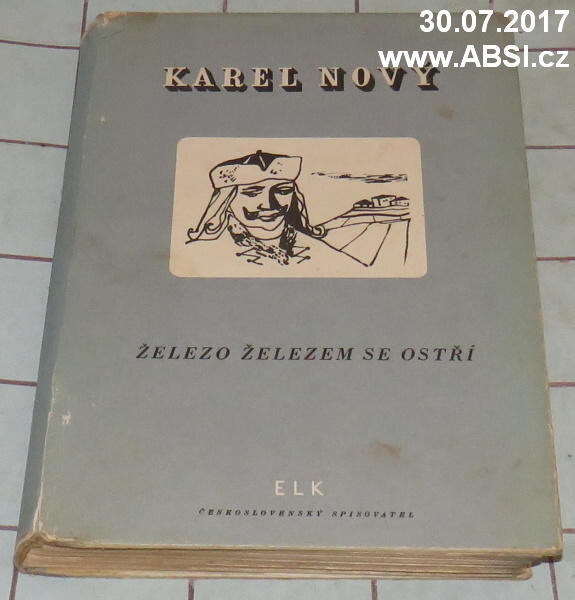 30.07.2017
www.ABSI.cz
KAREL NOVÝ
ŽELEZO ŽELEZEM SE OSTŘÍ
ELK
ČESKOSLOVENSKÝ SPISOVATEL